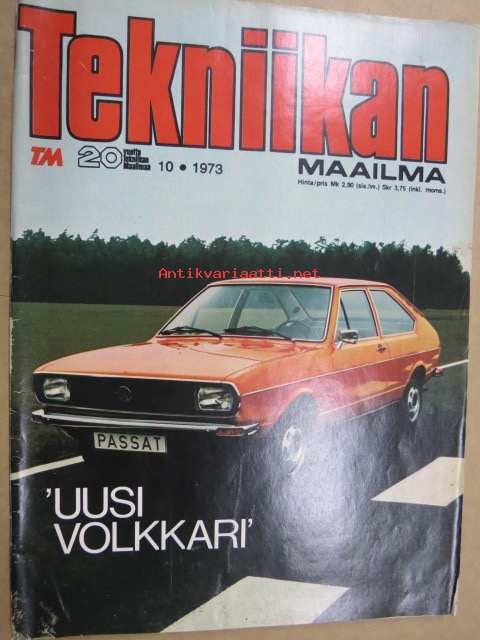 Tekniikan
MAAILMA
TM 20 vuotta Tekniikan Maailmaa 10 • 1973
Hinta/pris Mk 2,90 (sis.lvv.) Skr 3,75 (inkl. moms.)
Antikvariaatti.net
PASSAT
'UUSI
VOLKKARI'